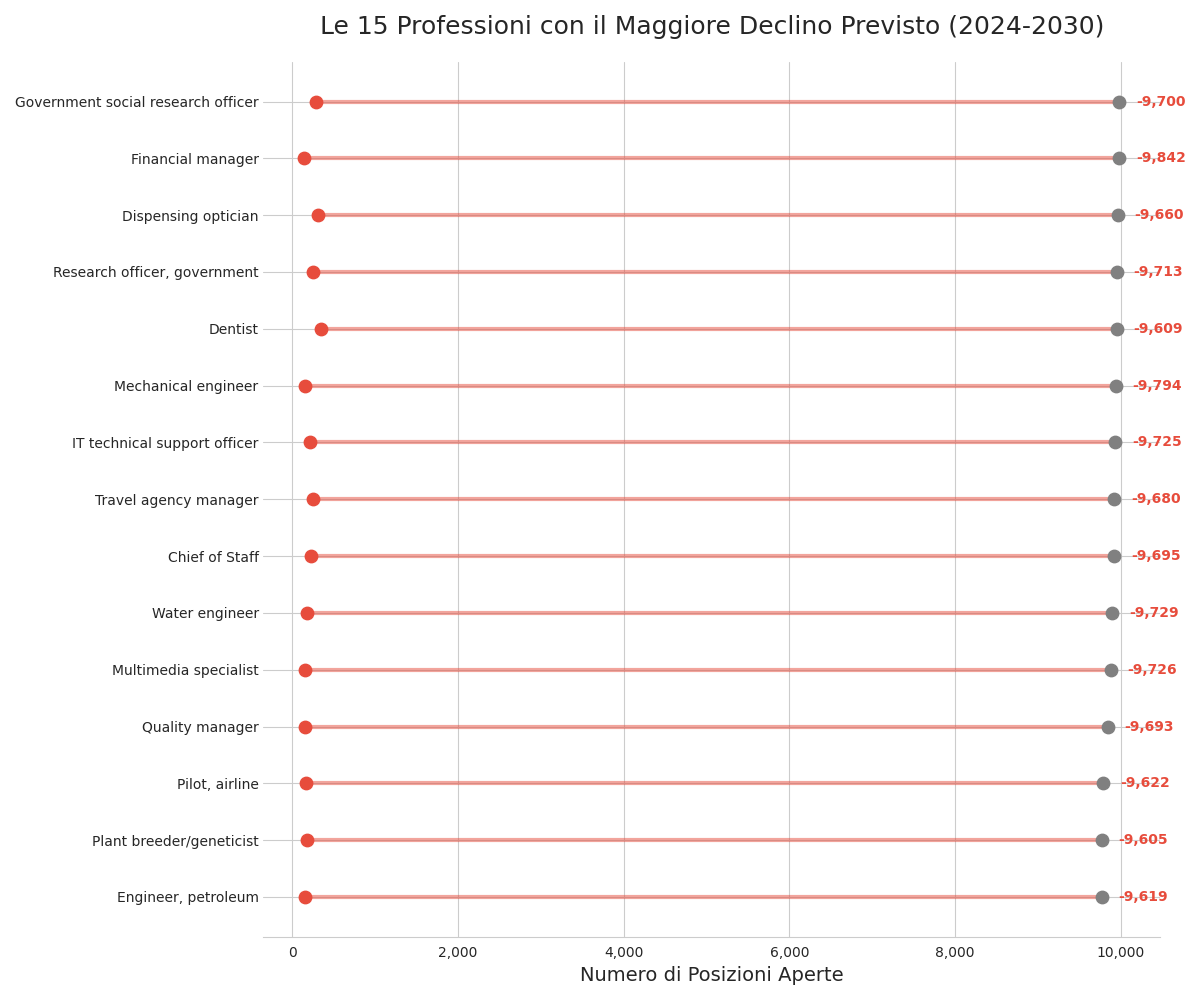 Le 15 Professioni con il Maggiore Declino Previsto (2024-2030)
Government social research officer -9,700
Financial manager -9,842
Dispensing optician -9,660
Research officer, government -9,713
Dentist -9,609
Mechanical engineer -9,794
IT technical support officer -9,725
Travel agency manager -9,680
Chief of Staff -9,695
Water engineer -9,729
Multimedia specialist -9,726
Quality manager -9,693
Pilot, airline -9,622
Plant breeder/geneticist -9,605
Engineer, petroleum -9,619
0 2,000 4,000 6,000 8,000 10,000
Numero di Posizioni Aperte